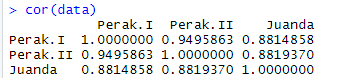 > cor(data)
Perak.I Perak.II Juanda
Perak.I 1.0000000 0.9495863 0.8814858
Perak.II 0.9495863 1.0000000 0.8819370
Juanda 0.8814858 0.8819370 1.0000000